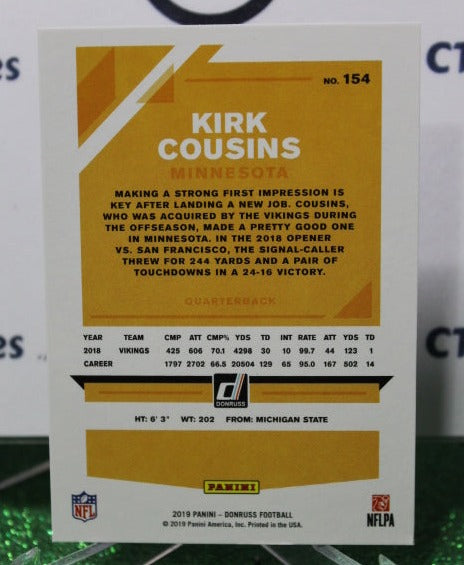 CT
es
CT
NO. 154
KIRK
COUSINS
MINNESOTA
MAKING A STRONG FIRST IMPRESSION IS
KEY AFTER LANDING A NEW JOB. COUSINS,
WHO WAS ACQUIRED BY THE VIKINGS DURING
THE OFFSEASON, MADE A PRETTY GOOD ONE
IN MINNESOTA. IN THE 2018 OPENER
VS. SAN FRANCISCO, THE SIGNAL-CALLER
THREW FOR 244 YARDS AND A PAIR OF
TOUCHDOWNS IN A 24-16 VICTORY.
QUARTERBACK
YEAR TEAM CMP ATT CMP% YDS TD INT RATE ATT YDS TD
2018 VIKINGS 425 606 70.1 4298 30 10 99.7 44 123 1
CAREER 1797 2702 66.5 20504 129 65 95.0 167 502 14
DONRUSS
HT: 6' 3" WT: 202 FROM: MICHIGAN STATE
PANINI
NFL
2019 PANINI - DONRUSS FOOTBALL
© 2019 Panini America, Inc. Printed in the USA.
NFLPA